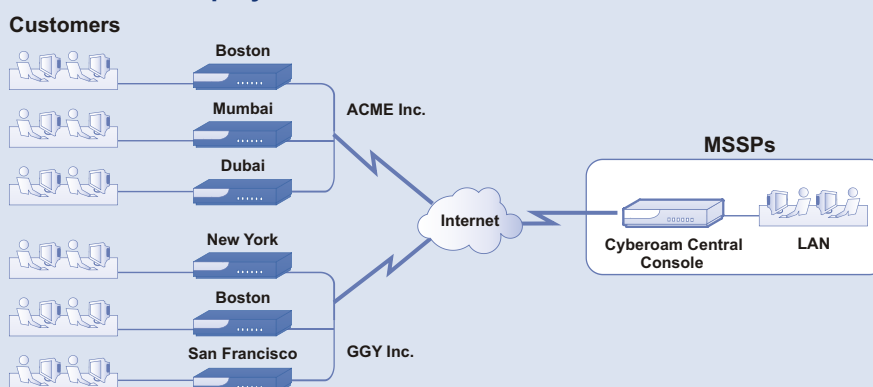 Customers
Boston
Mumbai
ACME Inc.
Dubai
MSSPs
Internet
Cyberoam Central
Console
LAN
New York
Boston
San Francisco
GGY Inc.